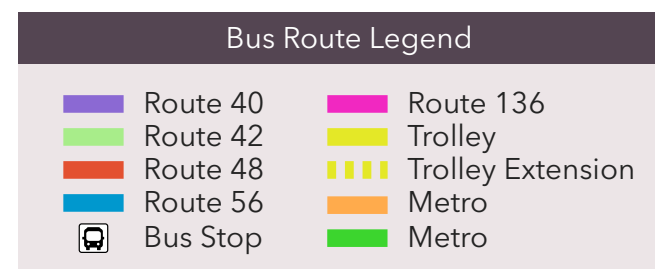 Bus Route Legend
Route 40
Route 42
Route 48
Route 56
Bus Stop
Route 136
Trolley
Trolley Extension
Metro
Metro